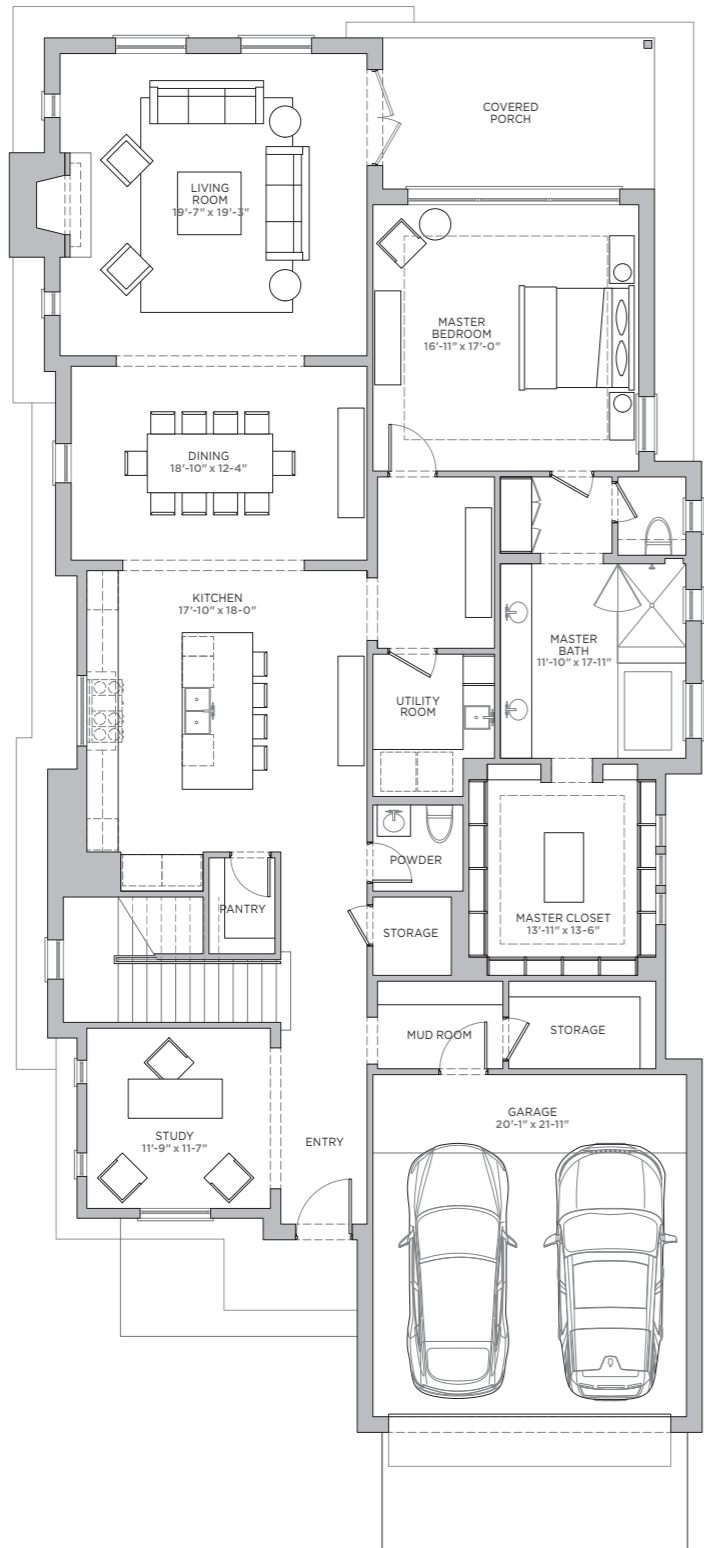 COVERED
PORCH
LIVING
ROOM
19'-7" x 19'-3"
MASTER
BEDROOM
16'-11" x 17'-0"
DINING
18'-10" x 12-4"
KITCHEN
17'-10" x 18-0"
MASTER
BATH
11'-10" x 17-11"
UTILITY
ROOM
POWDER
PANTRY
STORAGE
MASTER CLOSET
13'-11" x 13-6"
MUD ROOM
STORAGE
GARAGE
20'-1" x 21-11"
STUDY
11'-9" x 11-7"
ENTRY